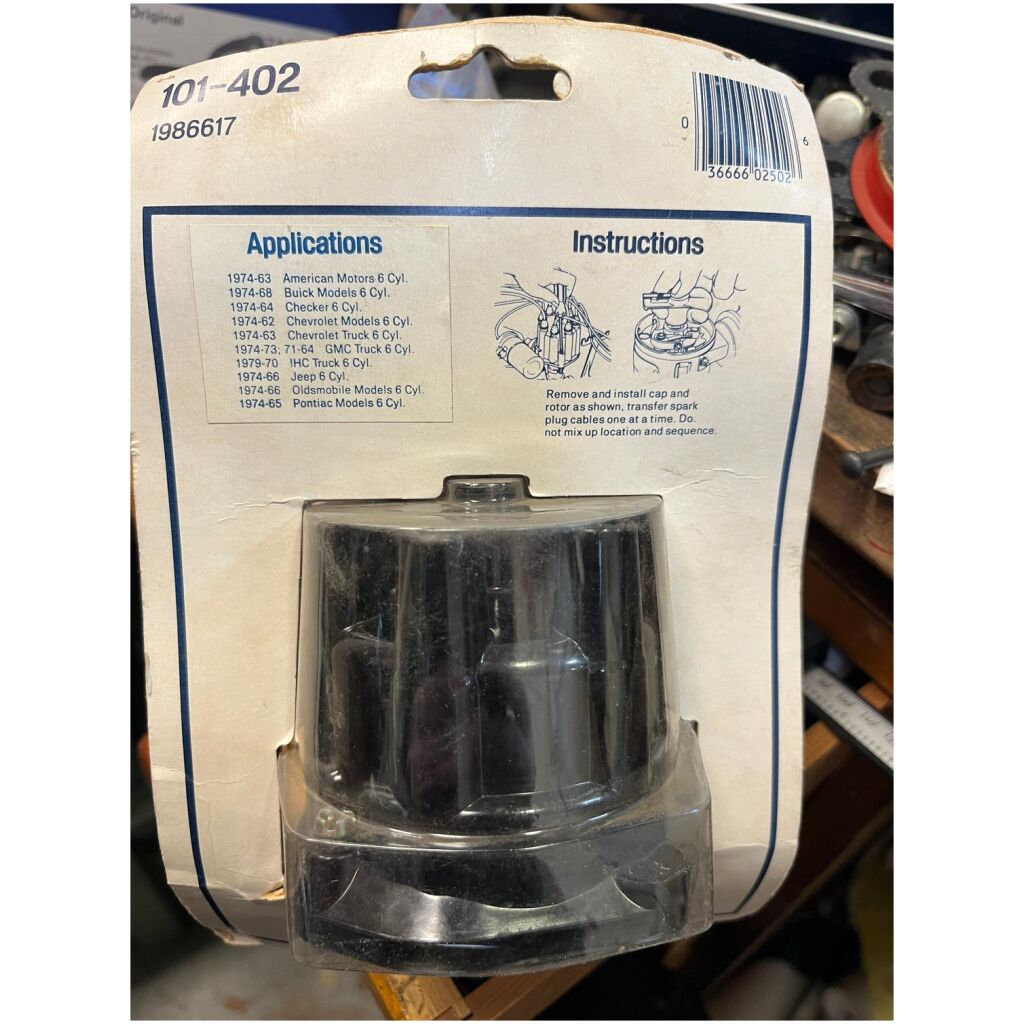 Original
101-402
1986617
0
36666 02502
6
Applications
1974-63 American Motors 6 Cyl.
1974-68 Buick Models 6 Cyl.
1974-64 Checker 6 Cyl.
1974-62 Chevrolet Models 6 Cyl.
1974-63 Chevrolet Truck 6 Cyl.
1974-73; 71-64 GMC Truck 6 Cyl.
1979-70 IHC Truck 6 Cyl.
1974-66 Jeep 6 Cyl.
1974-66 Oldsmobile Models 6 Cyl.
1974-65 Pontiac Models 6 Cyl.
Instructions
Remove and install cap and
rotor as shown, transfer spark
plug cables one at a time. Do.
not mix up location and sequence.